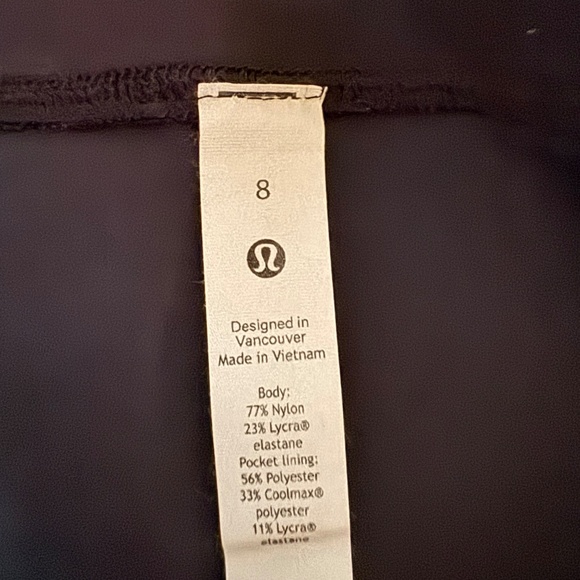 8
Designed in
Vancouver
Made in Vietnam
Body:
77% Nylon
23% Lycra®
elastane
Pocket lining:
56% Polyester
33% Coolmax®
polyester
11% Lycra®
elastane